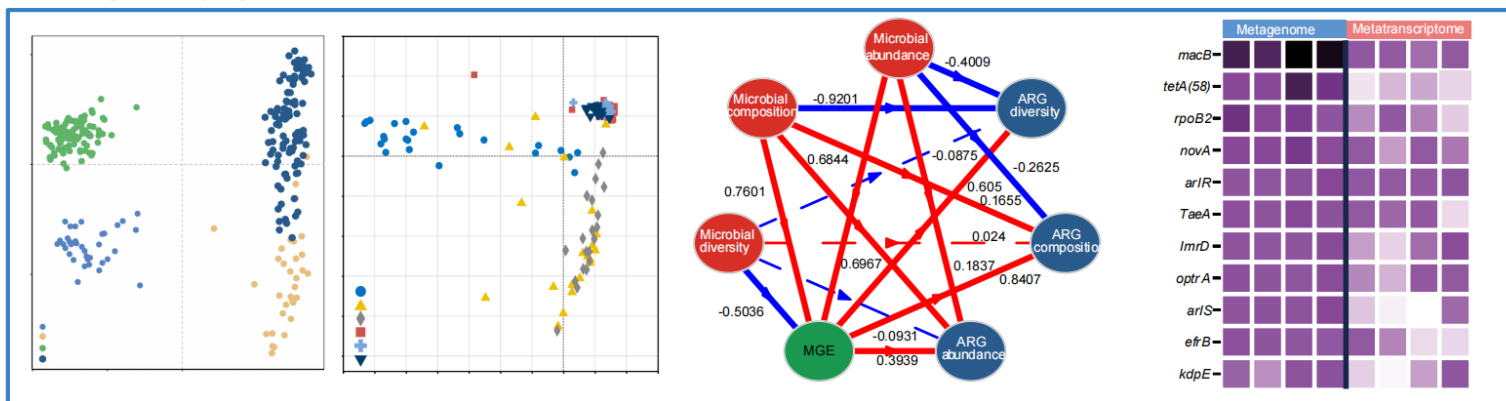 Microbial
abundance
-0.4009
Microbial
composition
-0.9201
ARG
diversity
0.6844
-0.0875
-0.2625
0.7601
0.605
0.1655
Microbial
diversity
0.024
ARG
compositio
0.6967
0.1837
0.8407
-0.5036
MGE
-0.0931
0.3939
ARG
abundance
Metagenome Metatranscriptome
macB
tetA(58)
rpoB2
novA
arlR
TaeA
lmrD
optrA
arlS
efrB
kdpE